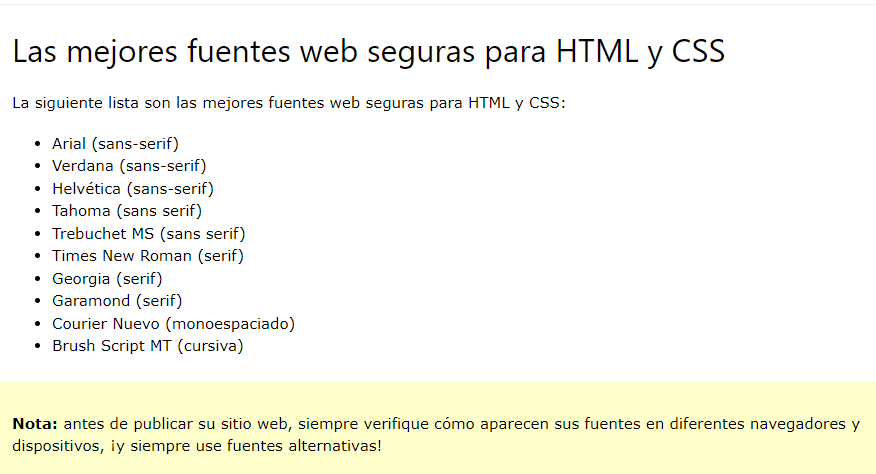 Las mejores fuentes web seguras para HTML y CSS
La siguiente lista son las mejores fuentes web seguras para HTML y CSS:
• Arial (sans-serif)
• Verdana (sans-serif)
• Helvética (sans-serif)
• Tahoma (sans serif)
• Trebuchet MS (sans serif)
• Times New Roman (serif)
• Georgia (serif)
• Garamond (serif)
• Courier Nuevo (monoespaciado)
• Brush Script MT (cursiva)
Nota: antes de publicar su sitio web, siempre verifique cómo aparecen sus fuentes en diferentes navegadores y
dispositivos, ¡y siempre use fuentes alternativas!